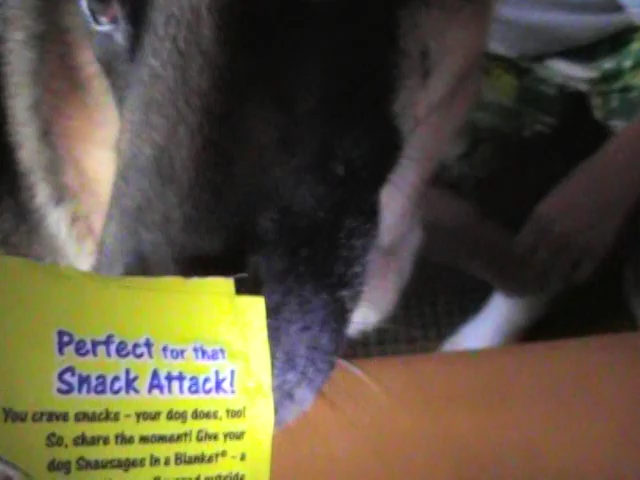 Perfect for that
Snack Attack!
You crave snacks – your dog does, too!
So, share the moment! Give your
dog Snausages In a Blanket® – a
outside